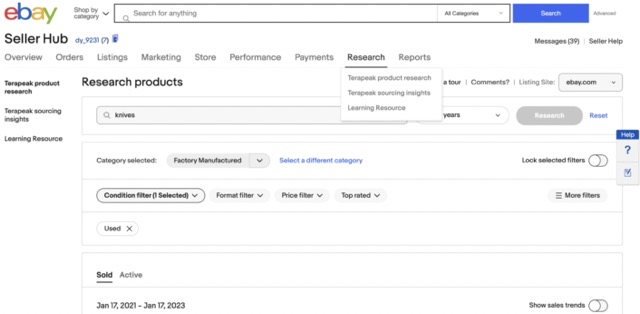 ebay
Shop by category
Search for anything
All Categories
Search
Advanced
Seller Hub
dy_9231 (7)
Messages (39) | Seller Help
Overview Orders Listings Marketing Store Performance Payments Research Reports
Terapeak product research
Terapeak sourcing insights
Learning Resource
Terapeak product research
Terapeak sourcing insights
Learning Resource
Research products
a tour | Comments? | Listing Site: ebay.com
knives
years
Research
Reset
Help
?
Category selected: Factory Manufactured
Select a different category
Lock selected filters
Condition filter (1 Selected)
Format filter
Price filter
Top rated
More filters
Used
Sold Active
Jan 17, 2021 – Jan 17, 2023
Show sales trends